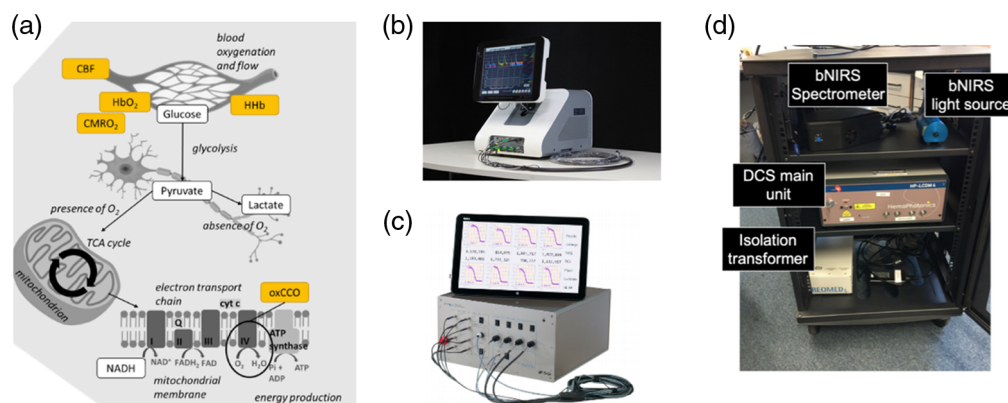 (a)
blood
oxygenation
and flow
CBF
HbO₂
HHb
CMRO₂
Glucose
glycolysis
Pyruvate
Lactate
presence of O₂
absence of O₂
TCA cycle
mitochondrion
electron transport
chain
cyt c
oxCCO
Q
I
II
III
IV
ATP
synthase
NADH
NAD⁺
FADH₂ FAD
O₂
H₂O
Pi +
ADP
ATP
mitochondrial
membrane
energy production
(b)
(c)
(d)
bNIRS
Spectrometer
bNIRS
light source
DCS main
unit
HemoPhotonics
Isolation
transformer